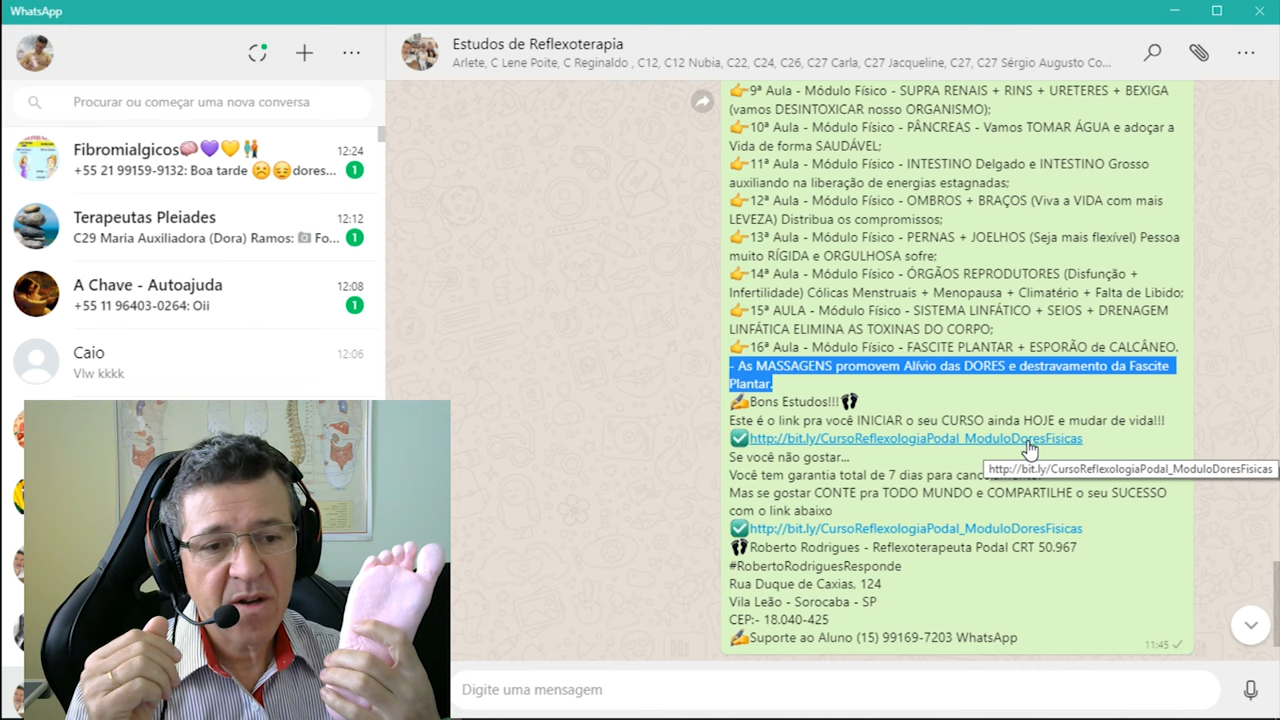 WhatsApp
Procurar ou começar uma nova conversa
Fibromialgicos🧠💜💛👫 12:24
+55 21 99159-9132: Boa tarde ☹️😔dores... 1
Terapeutas Pleiades 12:12
C29 Maria Auxiliadora (Dora) Ramos: 📷 Fo... 1
A Chave - Autoajuda 12:08
+55 11 96403-0264: Oii 1
Caio 12:06
Vlw kkkk
Estudos de Reflexoterapia
Arlete, C Lene Poite, C Reginaldo , C12, C12 Nubia, C22, C24, C26, C27 Carla, C27 Jacqueline, C27, C27 Sérgio Augusto Co...
👉9ª Aula - Módulo Físico - SUPRA RENAIS + RINS + URETERES + BEXIGA
(vamos DESINTOXICAR nosso ORGANISMO);
👉10ª Aula - Módulo Físico - PÂNCREAS - Vamos TOMAR ÁGUA e adoçar a
Vida de forma SAUDÁVEL;
👉11ª Aula - Módulo Físico - INTESTINO Delgado e INTESTINO Grosso
auxiliando na liberação de energias estagnadas;
👉12ª Aula - Módulo Físico - OMBROS + BRAÇOS (Viva a VIDA com mais
LEVEZA) Distribua os compromissos;
👉13ª Aula - Módulo Físico - PERNAS + JOELHOS (Seja mais flexível) Pessoa
muito RÍGIDA e ORGULHOSA sofre;
👉14ª Aula - Módulo Físico - ÓRGÃOS REPRODUTORES (Disfunção +
Infertilidade) Cólicas Menstruais + Menopausa + Climatério + Falta de Libido;
👉15ª AULA - Módulo Físico - SISTEMA LINFÁTICO + SEIOS + DRENAGEM
LINFÁTICA ELIMINA AS TOXINAS DO CORPO;
👉16ª Aula - Módulo Físico - FASCITE PLANTAR + ESPORÃO de CALCÂNEO.
- As MASSAGENS promovem Alívio das DORES e destravamento da Fascite
Plantar.
✍Bons Estudos!!!👣
Este é o link pra você INICIAR o seu CURSO ainda HOJE e mudar de vida!!!
✅http://bit.ly/CursoReflexologiaPodal_ModuloDoresFisicas
Se você não gostar...
http://bit.ly/CursoReflexologiaPodal_ModuloDoresFisicas
Você tem garantia total de 7 dias para
Mas se gostar CONTE pra TODO MUNDO e COMPARTILHE o seu SUCESSO
com o link abaixo
✅http://bit.ly/CursoReflexologiaPodal_ModuloDoresFisicas
👣Roberto Rodrigues - Reflexoterapeuta Podal CRT 50.967
#RobertoRodriguesResponde
Rua Duque de Caxias, 124
Vila Leão - Sorocaba - SP
CEP:- 18.040-425
✍Suporte ao Aluno (15) 99169-7203 WhatsApp
11:45
Digite uma mensagem